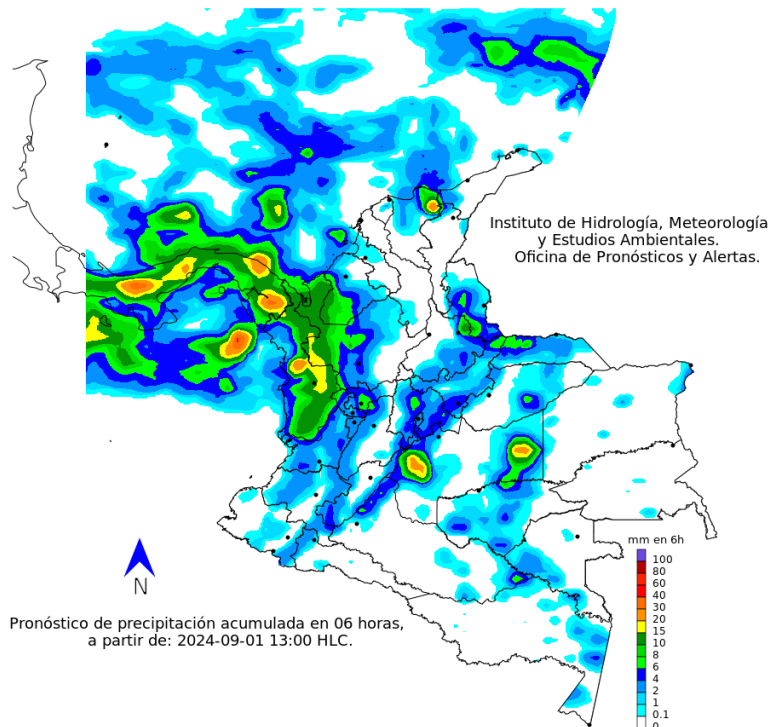 Instituto de Hidrología, Meteorología
y Estudios Ambientales.
Oficina de Pronósticos y Alertas.
mm en 6h
100
80
60
40
30
20
15
10
8
6
4
2
1
0.1
0
N
Pronóstico de precipitación acumulada en 06 horas,
a partir de: 2024-09-01 13:00 HLC.